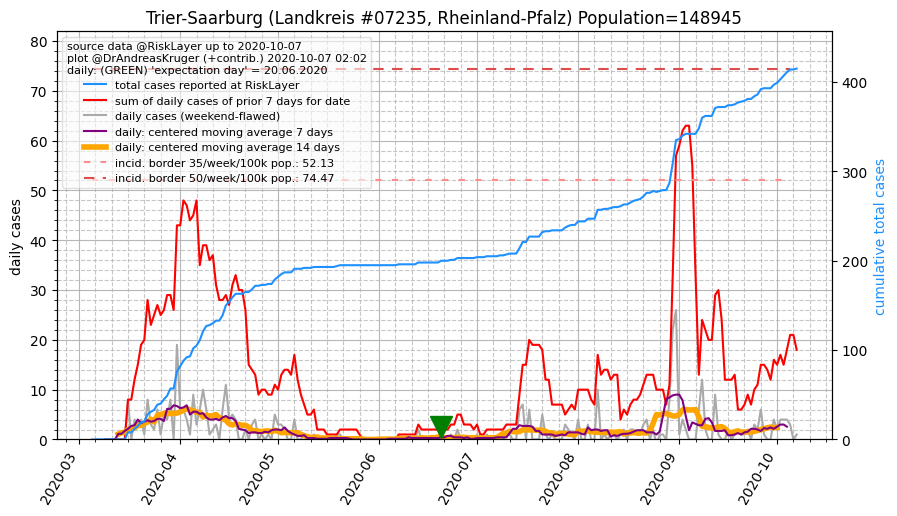 Trier-Saarburg (Landkreis #07235, Rheinland-Pfalz) Population=148945
source data @RiskLayer up to 2020-10-07
plot @DrAndreasKruger (+contrib.) 2020-10-07 02:02
daily: (GREEN) 'expectation day' = 20.06.2020
total cases reported at RiskLayer
sum of daily cases of prior 7 days for date
daily cases (weekend-flawed)
daily: centered moving average 7 days
daily: centered moving average 14 days
incid. border 35/week/100k pop.: 52.13
incid. border 50/week/100k pop.: 74.47
daily cases
80
70
60
50
40
30
20
10
0
cumulative total cases
400
300
200
100
0
2020-03
2020-04
2020-05
2020-06
2020-07
2020-08
2020-09
2020-10